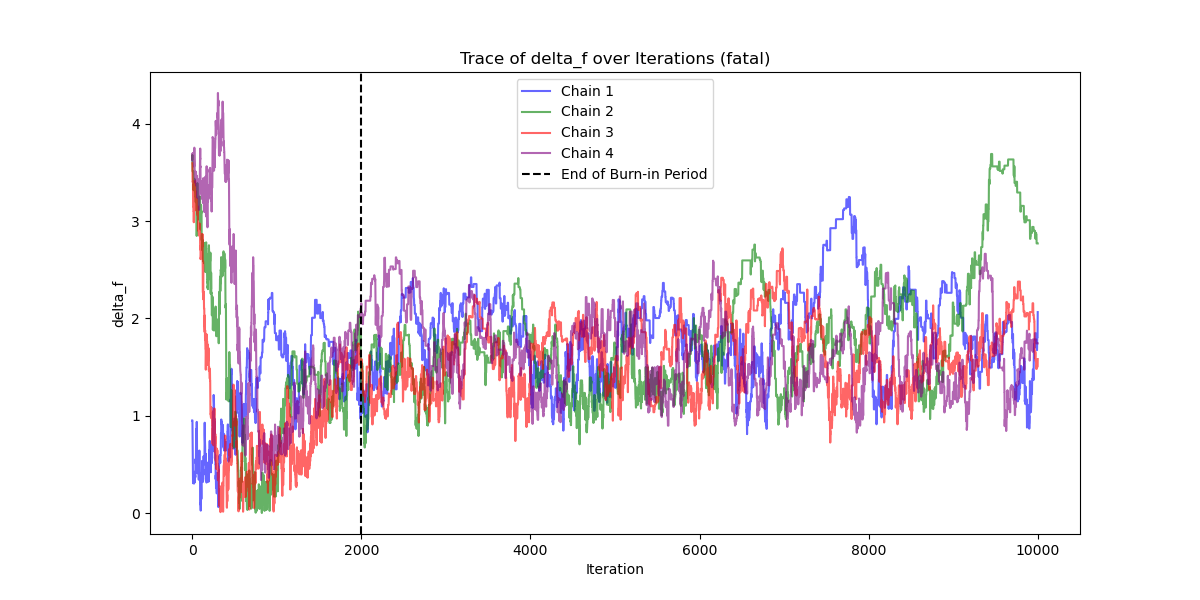 Trace of delta_f over Iterations (fatal)
Chain 1
Chain 2
Chain 3
Chain 4
End of Burn-in Period
delta_f
4
3
2
1
0
0 2000 4000 6000 8000 10000
Iteration